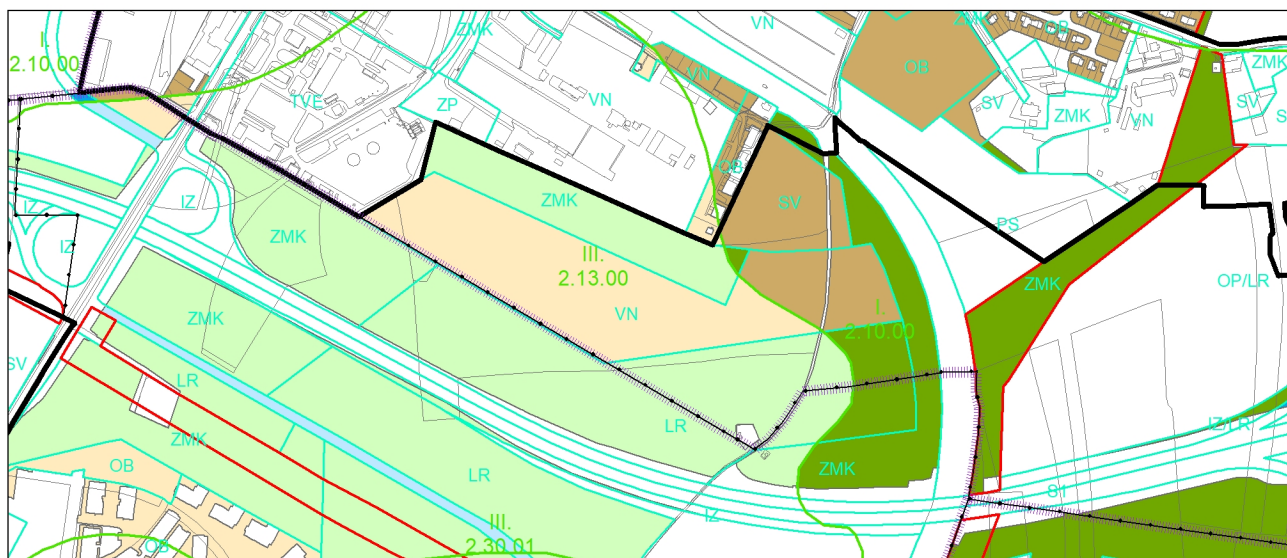 I.
2.10.00
ZMK
VN
ZMK
OB
ZMK
OB
VN
TVE
ZP
VN
SV
ZMK
VN
SV
S
OB
IZ
IZ
ZMK
ZMK
SV
PS
IZ
III.
2.13.00
ZMK
OP/LR
VN
I.
2.10.00
ZMK
SV
LR
LR
IZ/LR
ZMK
OB
LR
ZMK
S1
IZ
III.
2.30.01
OB